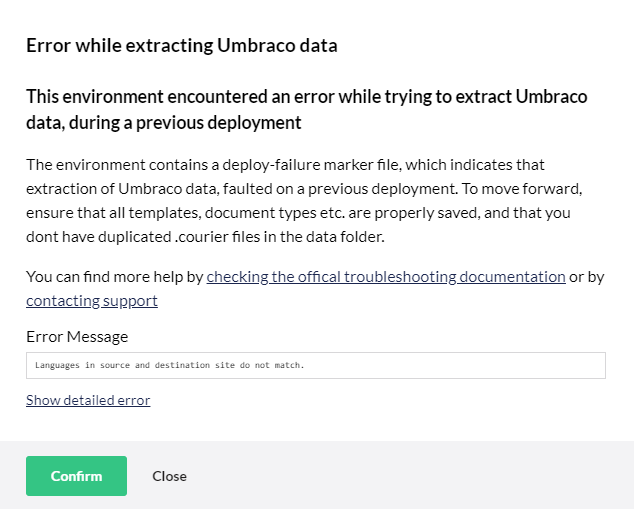 Error while extracting Umbraco data
This environment encountered an error while trying to extract Umbraco
data, during a previous deployment
The environment contains a deploy-failure marker file, which indicates that
extraction of Umbraco data, faulted on a previous deployment. To move forward,
ensure that all templates, document types etc. are properly saved, and that you
dont have duplicated .courier files in the data folder.
You can find more help by checking the offical troubleshooting documentation or by
contacting support
Error Message
Languages in source and destination site do not match.
Show detailed error
Confirm Close